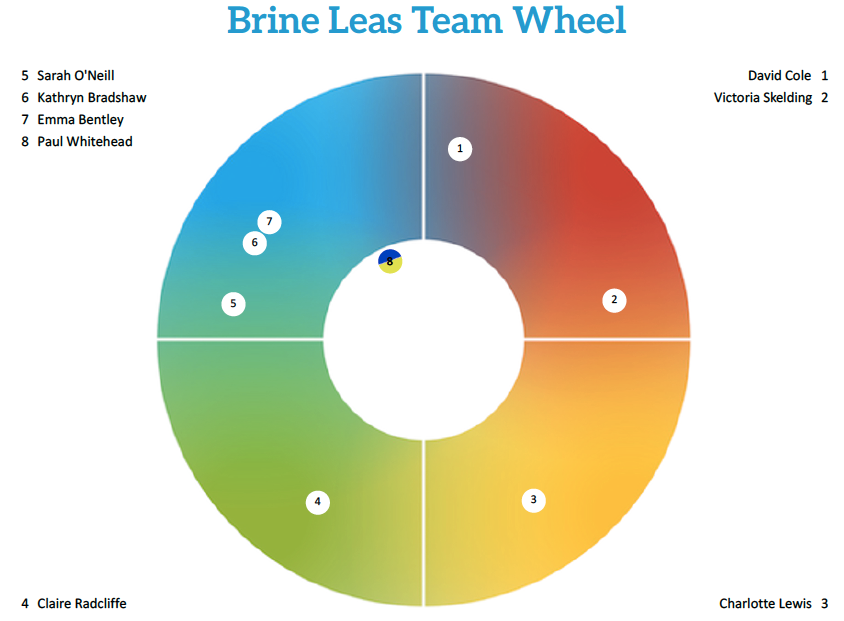 Brine Leas Team Wheel
5 Sarah O'Neill
6 Kathryn Bradshaw
7 Emma Bentley
8 Paul Whitehead
David Cole 1
Victoria Skelding 2
1
7
6
8
5
2
4
3
4 Claire Radcliffe
Charlotte Lewis 3